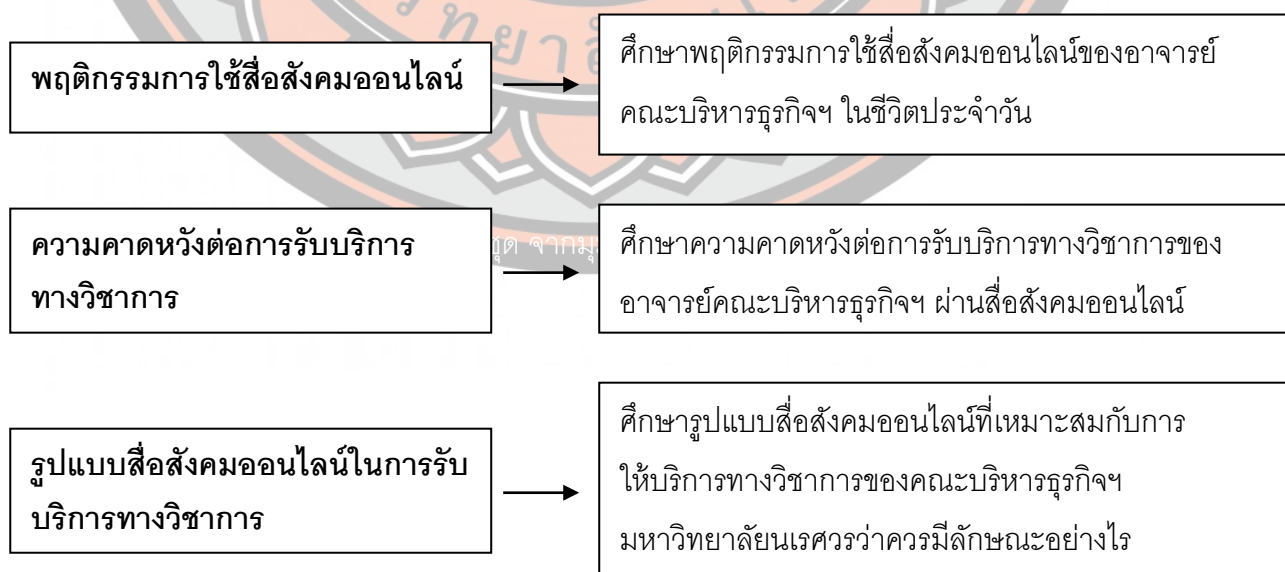 พฤติกรรมการใช้สื่อสังคมออนไลน์
ศึกษาพฤติกรรมการใช้สื่อสังคมออนไลน์ของอาจารย์
คณะบริหารธุรกิจฯ ในชีวิตประจำวัน
ความคาดหวังต่อการรับบริการ
ทางวิชาการ
ศึกษาความคาดหวังต่อการรับบริการทางวิชาการของ
อาจารย์คณะบริหารธุรกิจฯ ผ่านสื่อสังคมออนไลน์
รูปแบบสื่อสังคมออนไลน์ในการรับ
บริการทางวิชาการ
ศึกษารูปแบบสื่อสังคมออนไลน์ที่เหมาะสมกับการ
ให้บริการทางวิชาการของคณะบริหารธุรกิจฯ
มหาวิทยาลัยนเรศวรว่าควรมีลักษณะอย่างไร